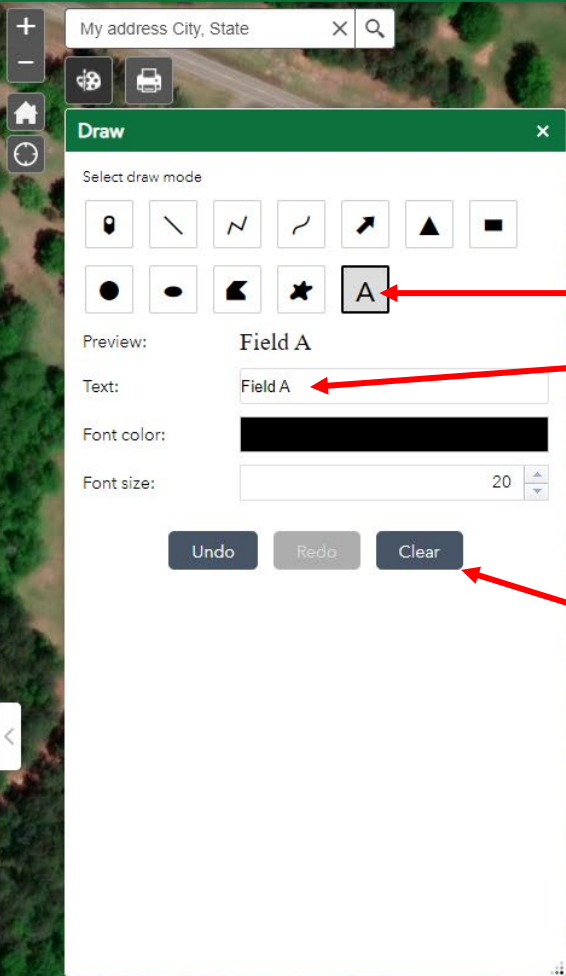 My address City, State
Draw
Select draw mode
A
Preview: Field A
Text: Field A
Font color:
Font size: 20
Undo Redo Clear